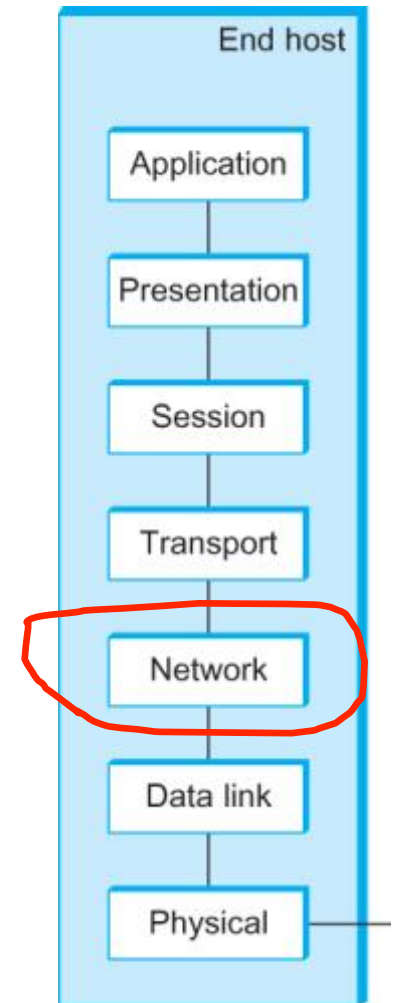 End host
Application
Presentation
Session
Transport
Network
Data link
Physical